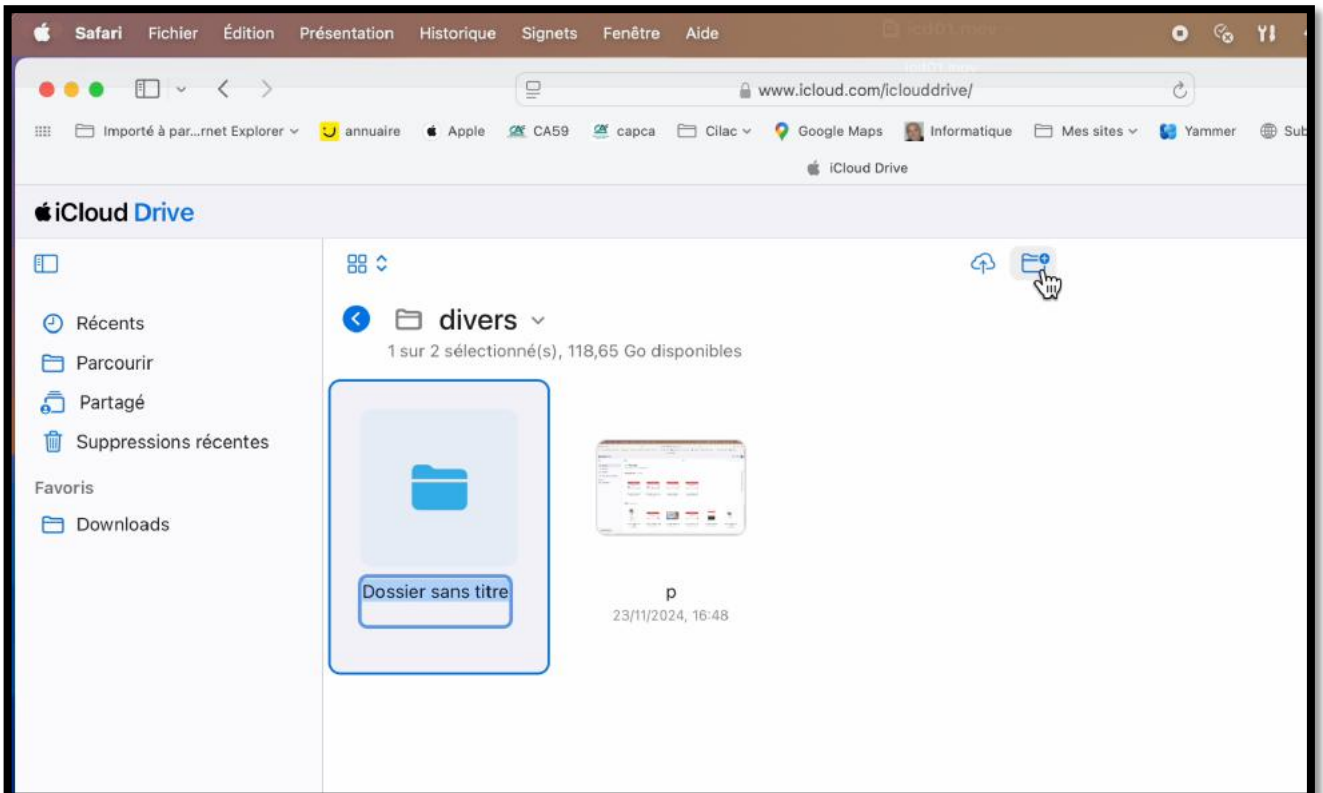 Safari Fichier Édition Présentation Historique Signets Fenêtre Aide
www.icloud.com/iclouddrive/
Importé à par...rnet Explorer annuaire Apple CA59 capca Cilac Google Maps Informatique Mes sites Yammer Sub
iCloud Drive
iCloud Drive
divers
1 sur 2 sélectionné(s), 118,65 Go disponibles
Récents
Parcourir
Partagé
Suppressions récentes
Favoris
Downloads
Dossier sans titre
p
23/11/2024, 16:48